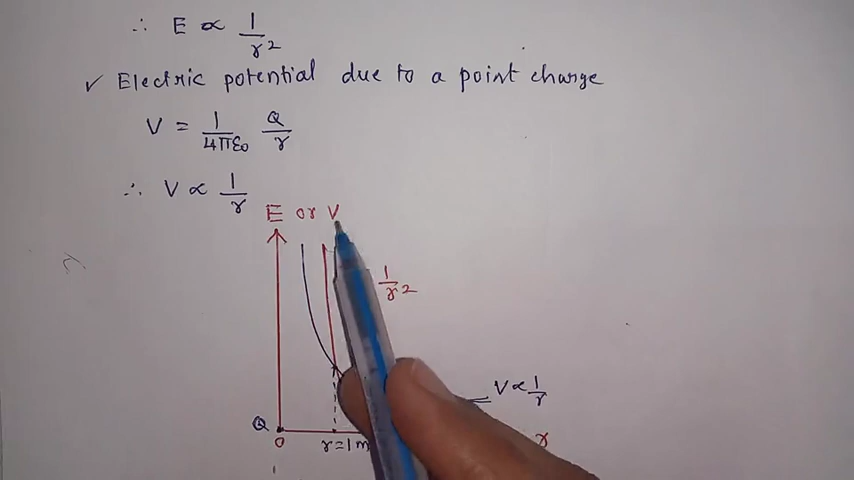 ∴ E ∝ 1/r²
✓ Electric potential due to a point charge
V = 1/4πε₀ Q/r
∴ V ∝ 1/r
E or V
1/r²
V ∝ 1/r
Q
0
r = 1 m
r